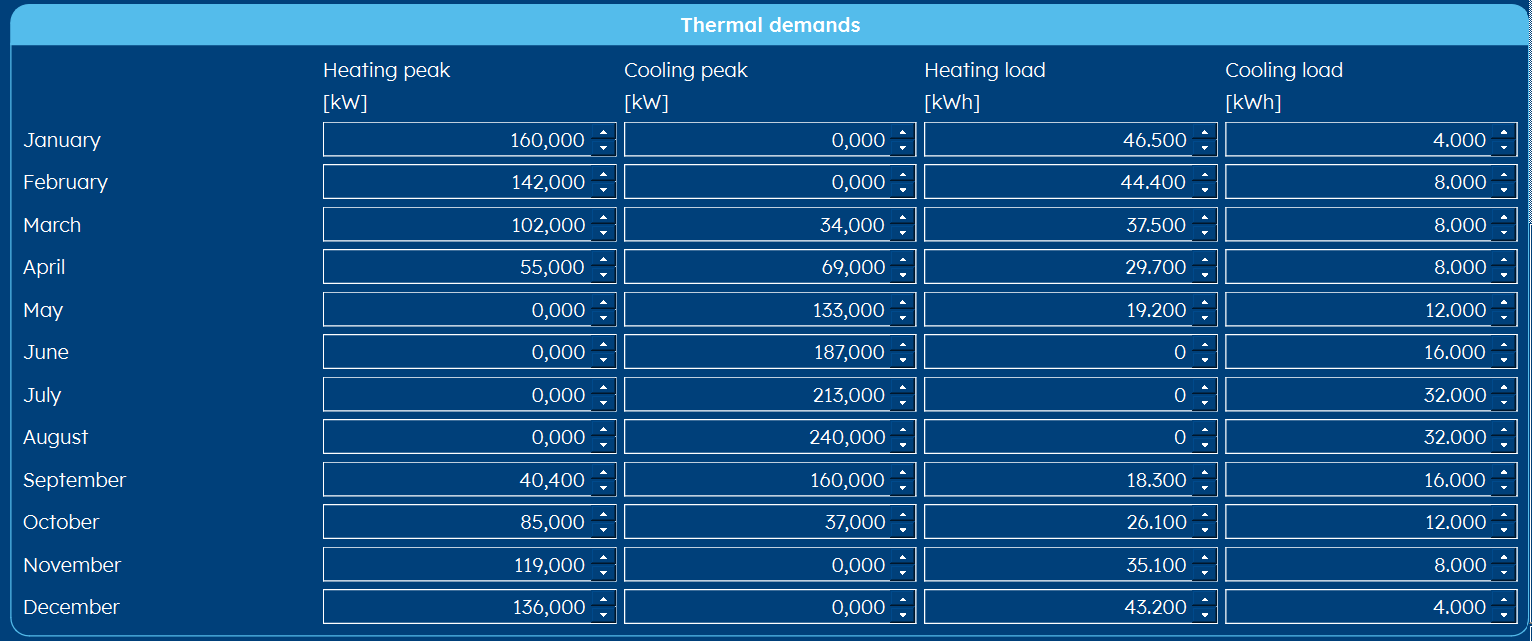 Thermal demands
Heating peak Cooling peak Heating load Cooling load
[kW] [kW] [kWh] [kWh]
January 160,000 0,000 46.500 4.000
February 142,000 0,000 44.400 8.000
March 102,000 34,000 37.500 8.000
April 55,000 69,000 29.700 8.000
May 0,000 133,000 19.200 12.000
June 0,000 187,000 0 16.000
July 0,000 213,000 0 32.000
August 0,000 240,000 0 32.000
September 40,400 160,000 18.300 16.000
October 85,000 37,000 26.100 12.000
November 119,000 0,000 35.100 8.000
December 136,000 0,000 43.200 4.000